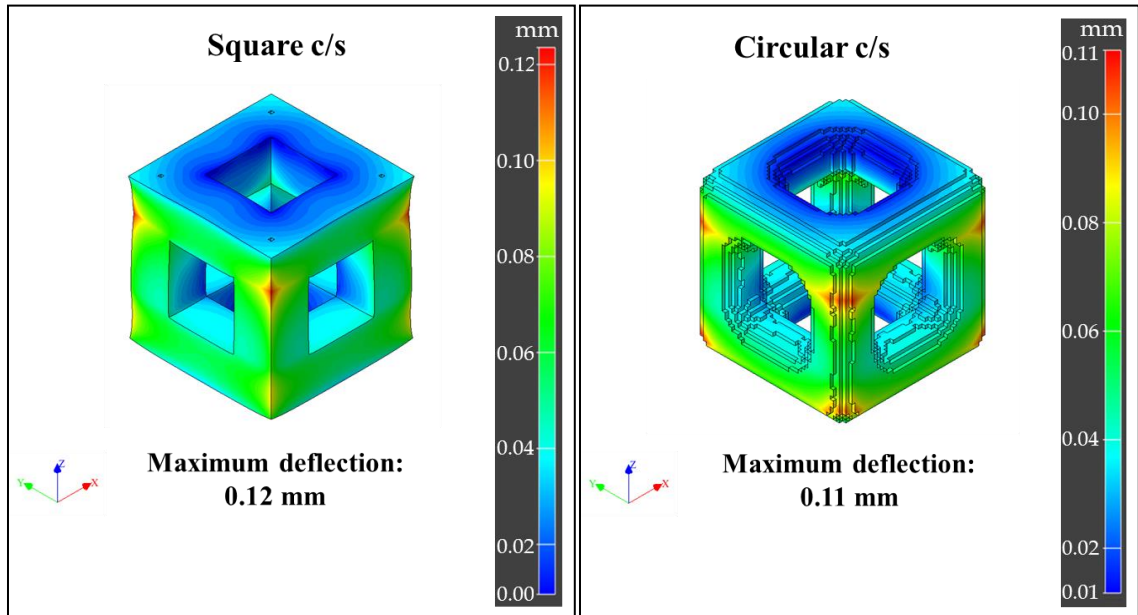 Square c/s
mm
0.12
0.10
0.08
0.06
0.04
0.02
0.00
Z
Y
X
Maximum deflection:
0.12 mm
Circular c/s
mm
0.11
0.10
0.08
0.06
0.04
0.02
0.01
Z
Y
X
Maximum deflection:
0.11 mm